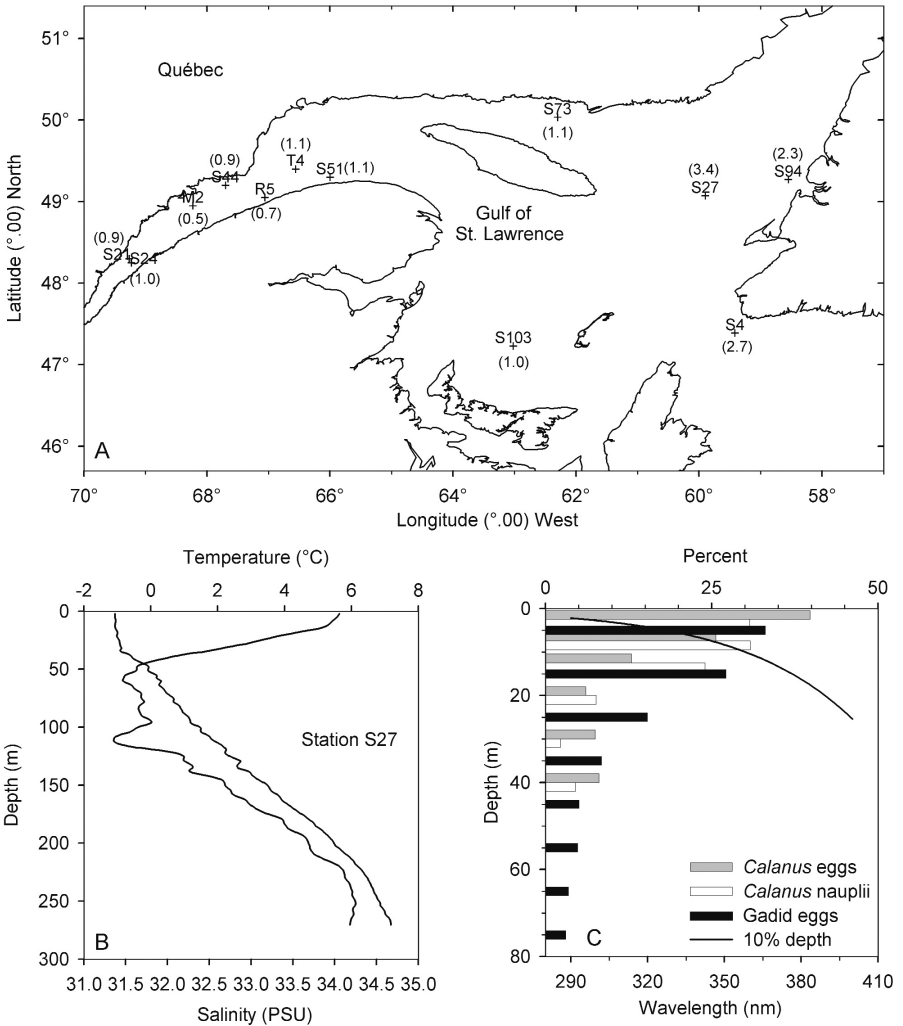 51°
50°
49°
48°
47°
46°
Latitude (°.00) North
Québec
S73
(1.1)
(1.1)
T4
S51(1.1)
(0.9)
S44
R5
(0.7)
M2
(0.5)
(0.9)
S21
S24
(1.0)
(3.4)
S27
(2.3)
S94
Gulf of
St. Lawrence
S4
(2.7)
S103
(1.0)
A
70° 68° 66° 64° 62° 60° 58°
Longitude (°.00) West
Temperature (°C)
-2 0 2 4 6 8
0
50
100
150
200
250
300
Depth (m)
Station S27
B
31.0 31.5 32.0 32.5 33.0 33.5 34.0 34.5 35.0
Salinity (PSU)
Percent
0 25 50
0
20
40
60
80
Depth (m)
Calanus eggs
Calanus nauplii
Gadid eggs
10% depth
C
290 320 350 380 410
Wavelength (nm)